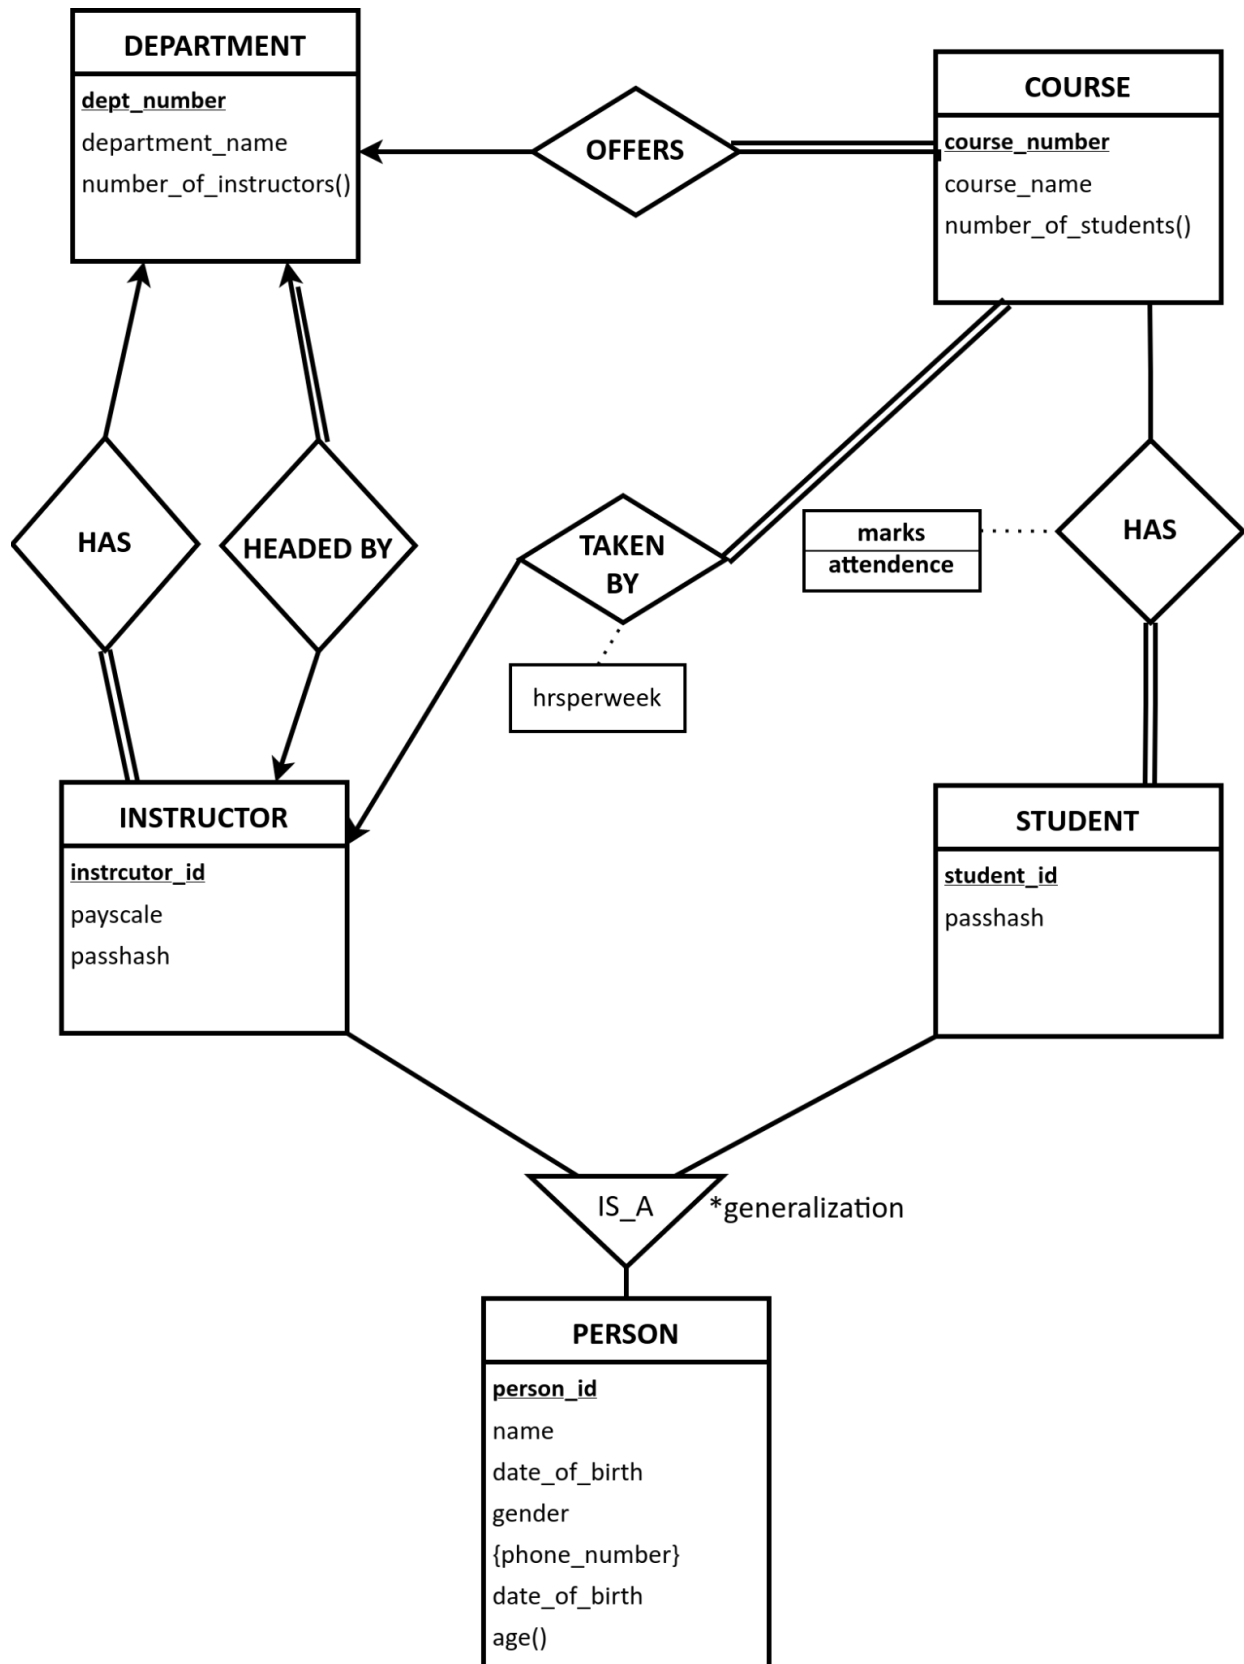 DEPARTMENT
dept_number
department_name
number_of_instructors()
OFFERS
COURSE
course_number
course_name
number_of_students()
HAS
HEADED BY
TAKEN
BY
hrsperweek
marks
attendence
HAS
INSTRUCTOR
instrcutor_id
payscale
passhash
STUDENT
student_id
passhash
IS_A
*generalization
PERSON
person_id
name
date_of_birth
gender
{phone_number}
date_of_birth
age()